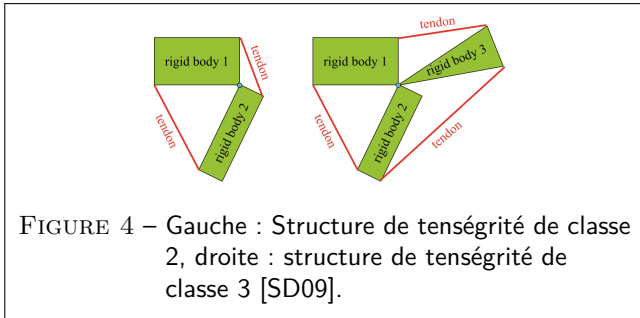 rigid body 1
tendon
rigid body 2
tendon
rigid body 1
tendon
rigid body 3
rigid body 2
tendon
tendon
FIGURE 4 – Gauche : Structure de tenségrité de classe
2, droite : structure de tenségrité de
classe 3 [SD09].